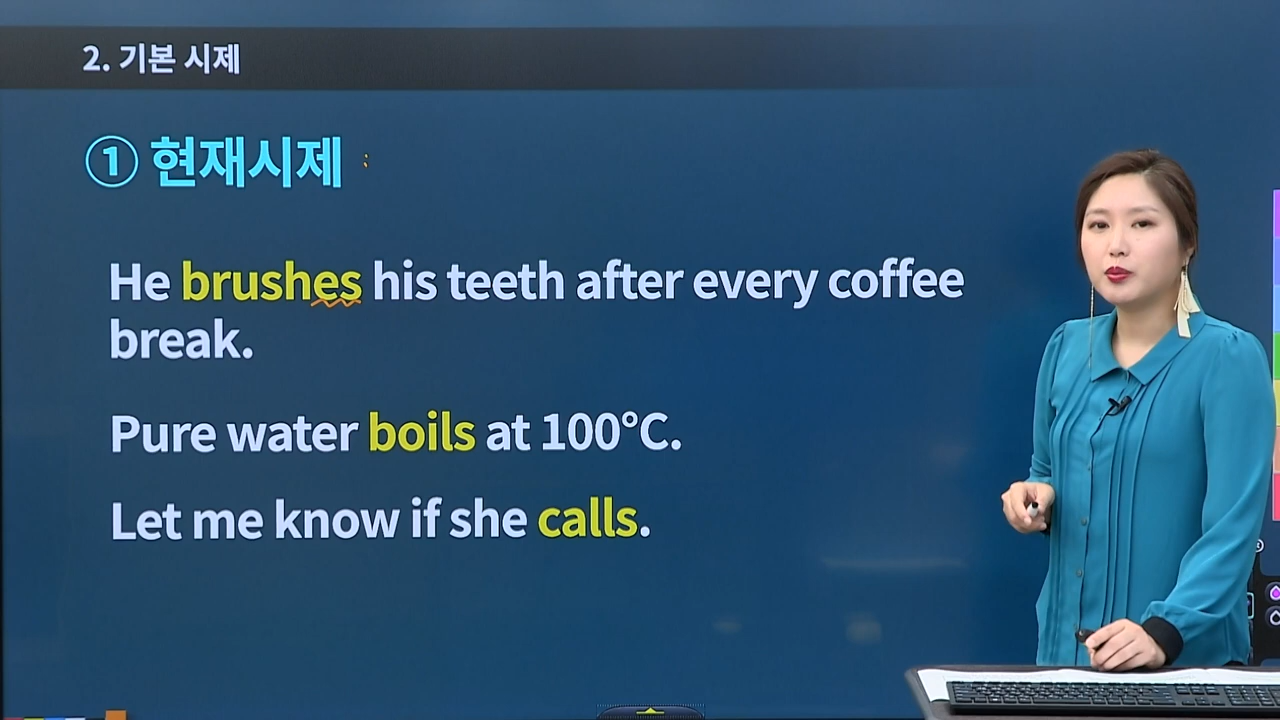 2. 기본 시제
① 현재시제
He brushes his teeth after every coffee
break.
Pure water boils at 100°C.
Let me know if she calls.